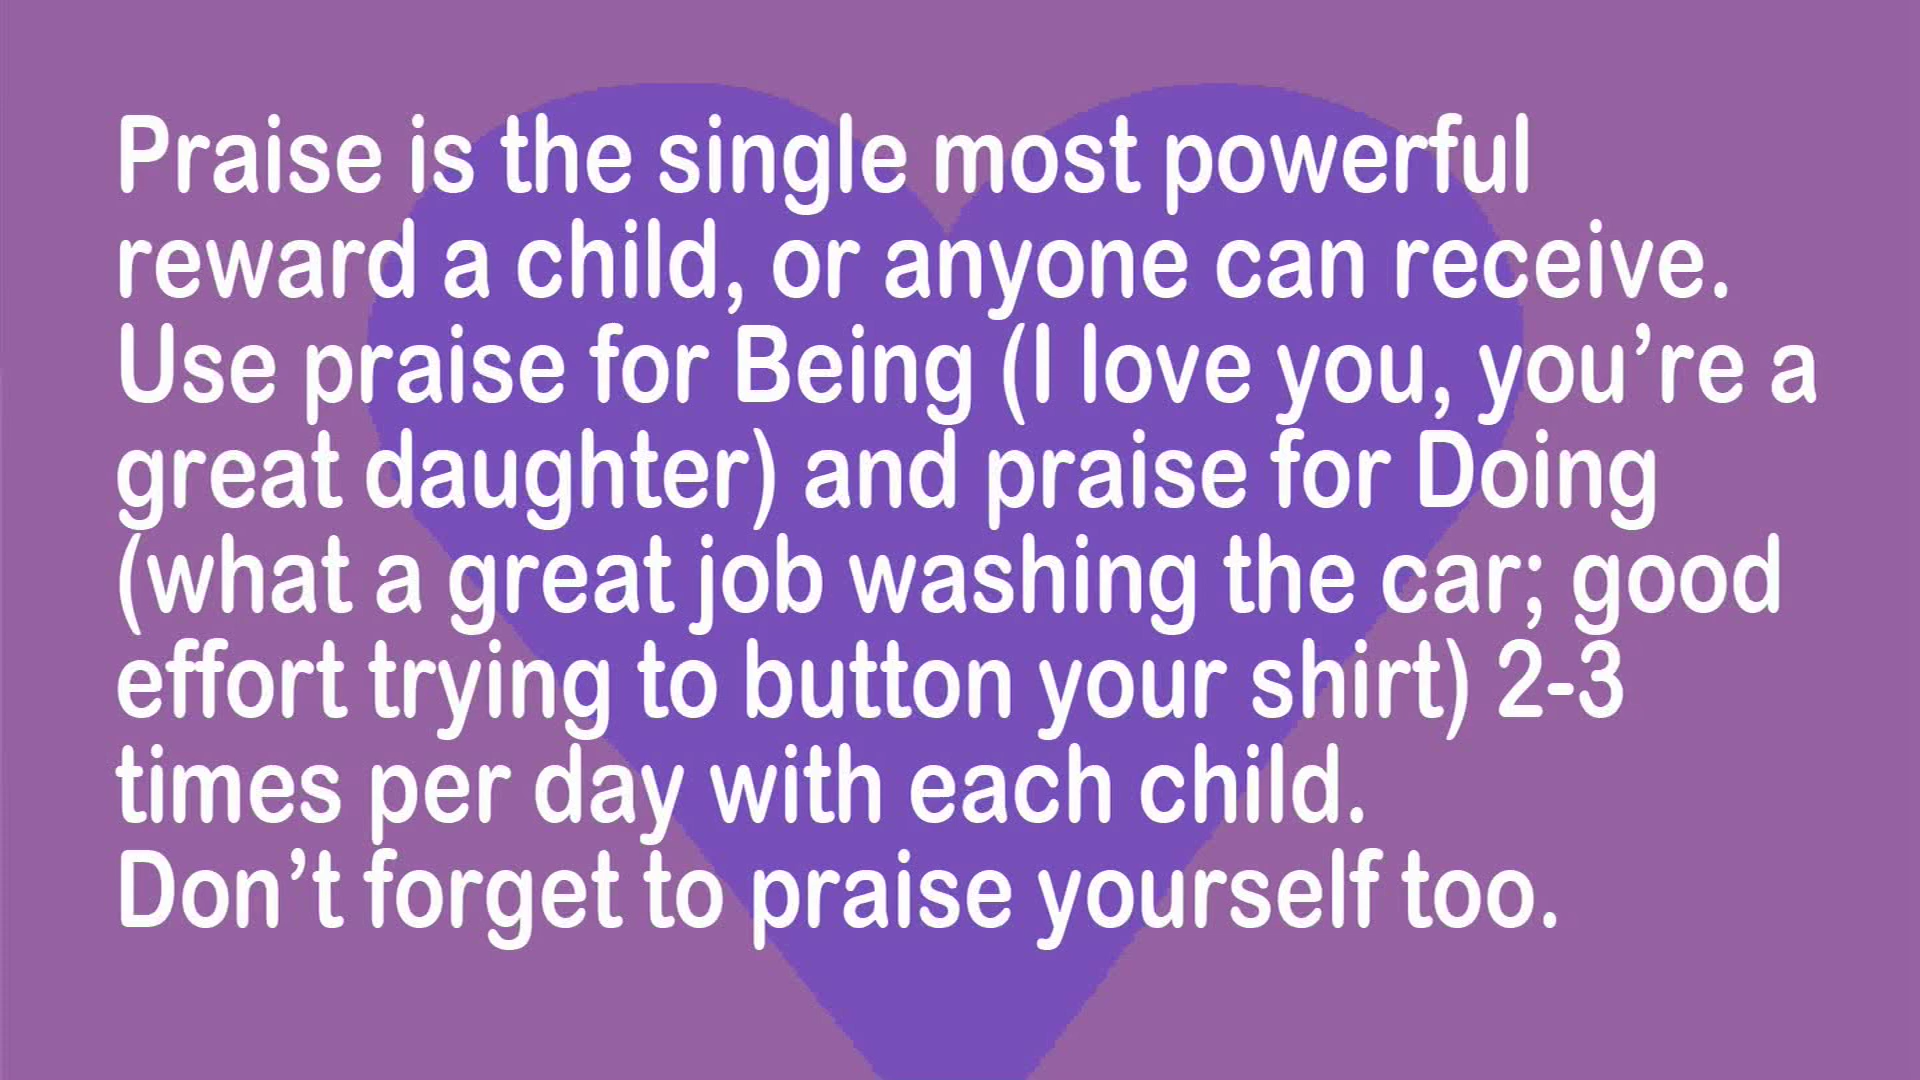 Praise is the single most powerful
reward a child, or anyone can receive.
Use praise for Being (I love you, you’re a
great daughter) and praise for Doing
(what a great job washing the car; good
effort trying to button your shirt) 2-3
times per day with each child.
Don’t forget to praise yourself too.